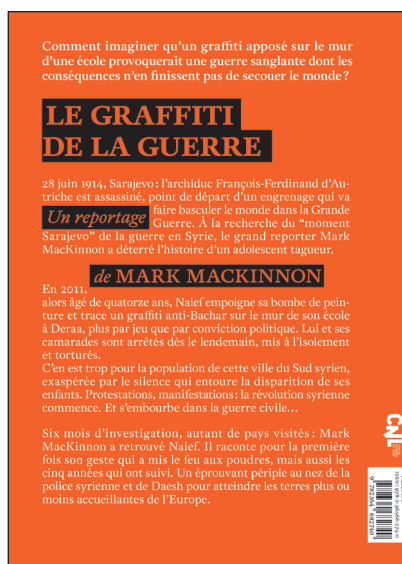 Comment imaginer qu'un graffiti apposé sur le mur
d'une école provoquerait une guerre sanglante dont les
conséquences n'en finissent pas de secouer le monde ?
LE GRAFFITI
DE LA GUERRE
28 juin 1914, Sarajevo : l'archiduc François-Ferdinand d'Au-
triche est assassiné, point de départ d'un engrenage qui va
Un reportage
faire basculer le monde dans la Grande
Guerre. À la recherche du “moment
Sarajevo” de la guerre en Syrie, le grand reporter Mark
MacKinnon a déterré l'histoire d'un adolescent tagueur.
de MARK MACKINNON
En 2011,
alors âgé de quatorze ans, Naief empoigne sa bombe de pein-
ture et trace un graffiti anti-Bachar sur le mur de son école
à Deraa, plus par jeu que par conviction politique. Lui et ses
camarades sont arrêtés dès le lendemain, mis à l'isolement
et torturés.
C'en est trop pour la population de cette ville du Sud syrien,
exaspérée par le silence qui entoure la disparition de ses
enfants. Protestations, manifestations : la révolution syrienne
commence. Et s'embourbe dans la guerre civile…
Six mois d'investigation, autant de pays visités : Mark
MacKinnon a retrouvé Naief. Il raconte pour la première
fois son geste qui a mis le feu aux poudres, mais aussi les
cinq années qui ont suivi. Un éprouvant périple au nez de la
police syrienne et de Daesh pour atteindre les terres plus ou
moins accueillantes de l'Europe.
CNL